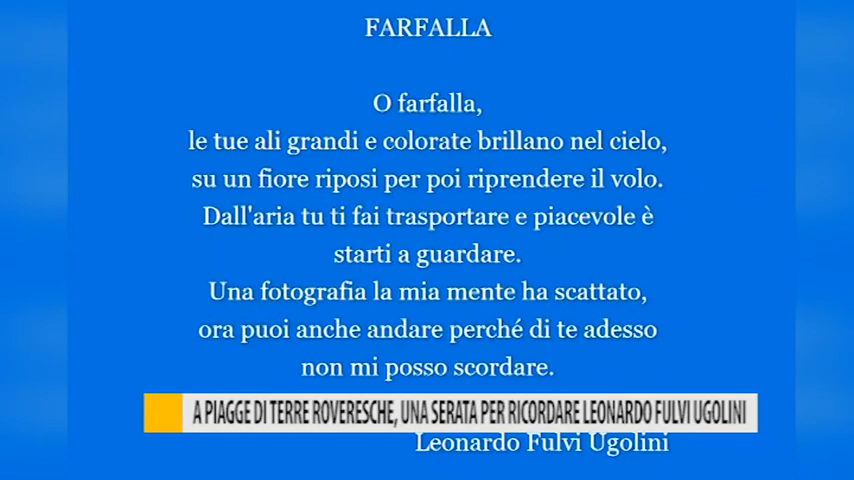 FARFALLA
O farfalla,
le tue ali grandi e colorate brillano nel cielo,
su un fiore riposi per poi riprendere il volo.
Dall'aria tu ti fai trasportare e piacevole è
starti a guardare.
Una fotografia la mia mente ha scattato,
ora puoi anche andare perché di te adesso
non mi posso scordare.
A PIAGGE DI TERRE ROVERESCHE, UNA SERATA PER RICORDARE LEONARDO FULVI UGOLINI
Leonardo Fulvi Ugolini